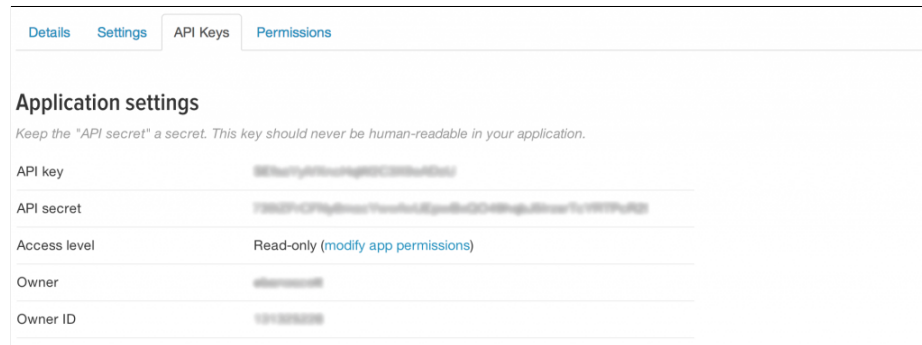 Details Settings API Keys Permissions
Application settings
Keep the "API secret" a secret. This key should never be human-readable in your application.
API key
API secret
Access level Read-only (modify app permissions)
Owner
Owner ID